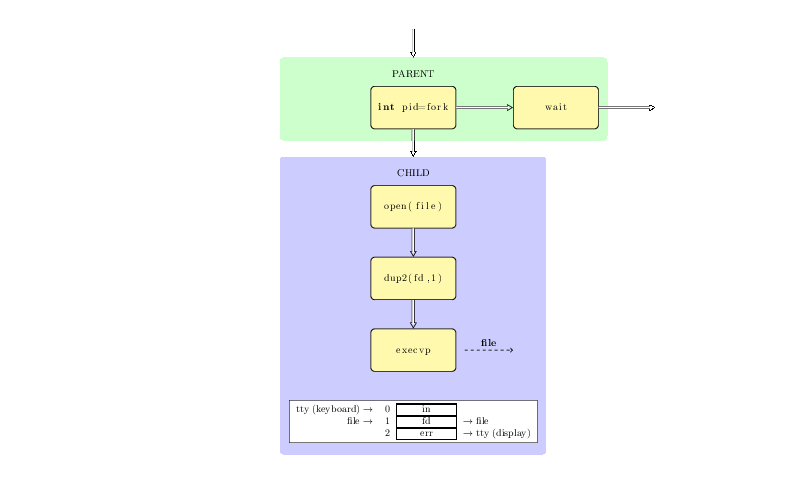 PARENT
int pid=fork
wait
CHILD
open(file)
dup2(fd,1)
execvp
file
tty (keyboard) → 0 in
file → 1 fd → file
2 err → tty (display)